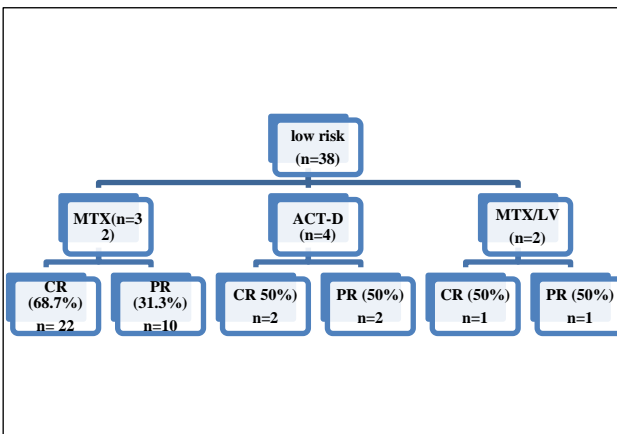 low risk
(n=38)
MTX(n=3
2)
ACT-D
(n=4)
MTX/LV
(n=2)
CR
(68.7%)
n= 22
PR
(31.3%)
n=10
CR 50%)
n=2
PR (50%)
n=2
CR (50%)
n=1
PR (50%)
n=1